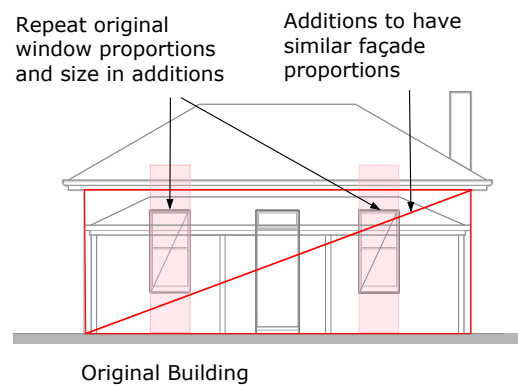 Repeat original
window proportions
and size in additions
Additions to have
similar façade
proportions
Original Building